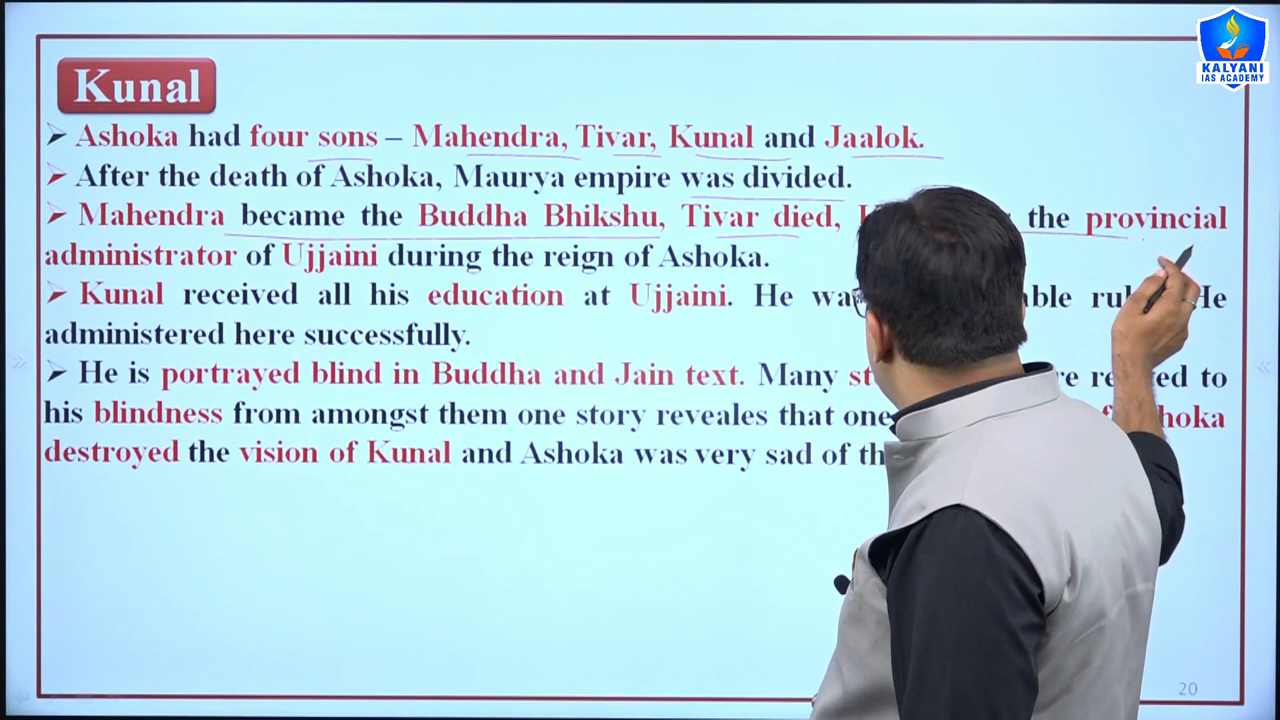 KALYANI
IAS ACADEMY
Kunal
➤ Ashoka had four sons – Mahendra, Tivar, Kunal and Jaalok.
➤ After the death of Ashoka, Maurya empire was divided.
➤ Mahendra became the Buddha Bhikshu, Tivar died, the provincial
administrator of Ujjaini during the reign of Ashoka.
➤ Kunal received all his education at Ujjaini. He able He
administered here successfully.
➤ He is portrayed blind in Buddha and Jain text. Many to
his blindness from amongst them one story reveales that one
destroyed the vision of Kunal and Ashoka was very sad of
20